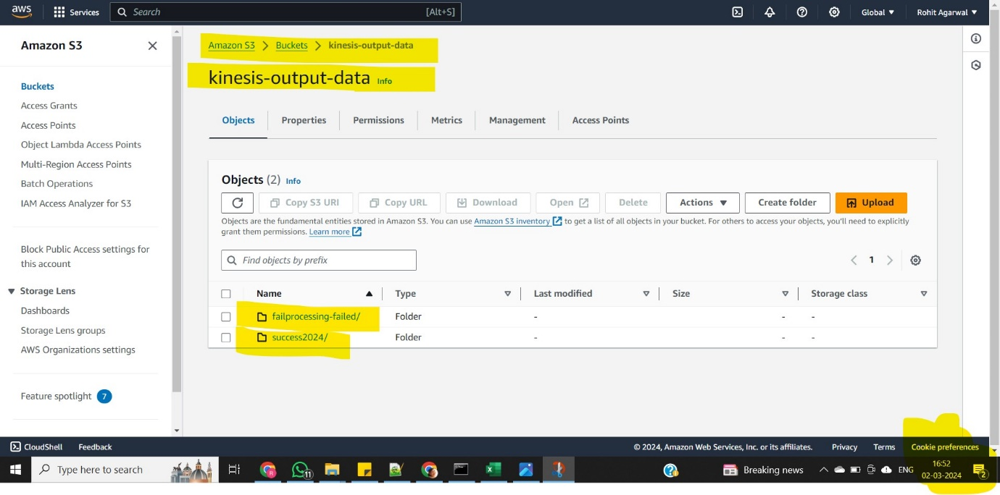 aws
Services
Search
[Alt+S]
Global
Rohit Agarwal
Amazon S3
Buckets
Access Grants
Access Points
Object Lambda Access Points
Multi-Region Access Points
Batch Operations
IAM Access Analyzer for S3
Block Public Access settings for
this account
Storage Lens
Dashboards
Storage Lens groups
AWS Organizations settings
Feature spotlight 7
Amazon S3 > Buckets > kinesis-output-data
kinesis-output-data Info
Objects Properties Permissions Metrics Management Access Points
Objects (2) Info
Copy S3 URI Copy URL Download Open Delete Actions Create folder Upload
Objects are the fundamental entities stored in Amazon S3. You can use Amazon S3 inventory to get a list of all objects in your bucket. For others to access your objects, you'll need to explicitly
grant them permissions. Learn more
Find objects by prefix
1
Name Type Last modified Size Storage class
failprocessing-failed/ Folder - - -
success2024/ Folder - - -
CloudShell Feedback © 2024, Amazon Web Services, Inc. or its affiliates. Privacy Terms Cookie preferences
Type here to search
11
Breaking news
ENG
16:52
02-03-2024
2